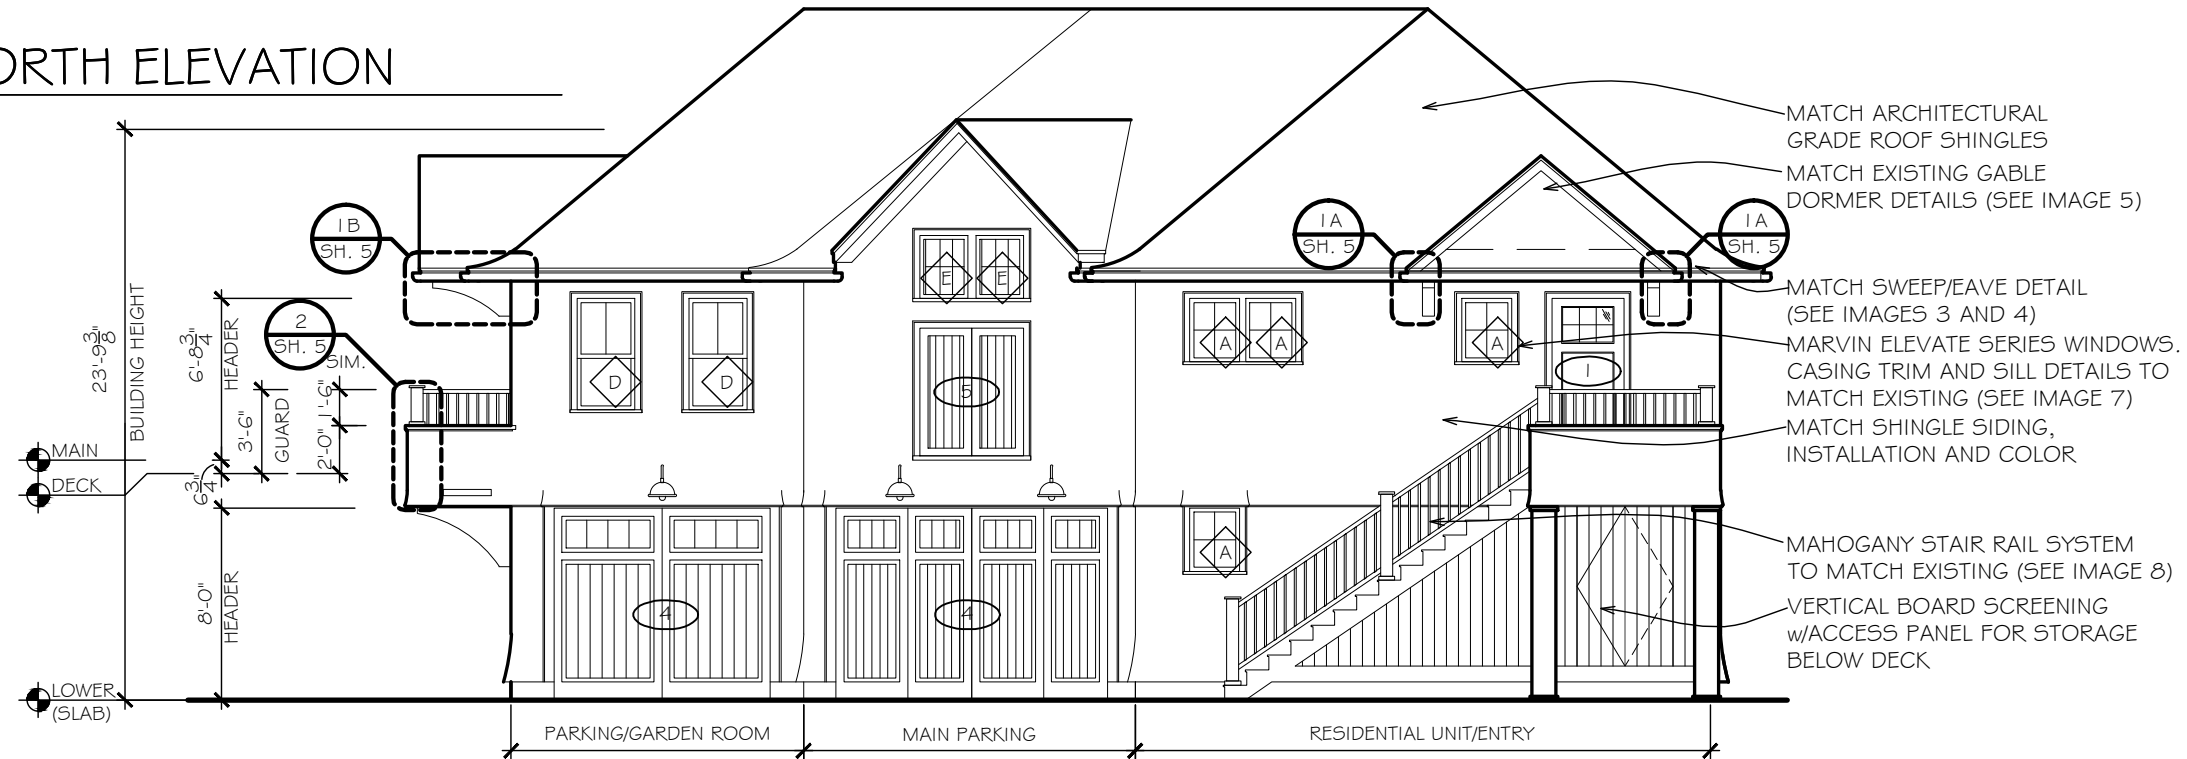 ORTH ELEVATION
MATCH ARCHITECTURAL
GRADE ROOF SHINGLES
MATCH EXISTING GABLE
DORMER DETAILS (SEE IMAGE 5)
1B
SH. 5
1A
SH. 5
1A
SH. 5
MATCH SWEEP/EAVE DETAIL
(SEE IMAGES 3 AND 4)
MARVIN ELEVATE SERIES WINDOWS.
CASING TRIM AND SILL DETAILS TO
MATCH EXISTING (SEE IMAGE 7)
MATCH SHINGLE SIDING,
INSTALLATION AND COLOR
MAHOGANY STAIR RAIL SYSTEM
TO MATCH EXISTING (SEE IMAGE 8)
VERTICAL BOARD SCREENING
w/ACCESS PANEL FOR STORAGE
BELOW DECK
23'-9 3/8"
BUILDING HEIGHT
6'-8 3/4"
HEADER
2
SH. 5
SIM.
3'-6"
GUARD
1'-6"
2'-0"
6 3/4"
8'-0"
HEADER
MAIN
DECK
LOWER
(SLAB)
E
E
D
D
5
A
A
A
1
A
4
4
PARKING/GARDEN ROOM
MAIN PARKING
RESIDENTIAL UNIT/ENTRY